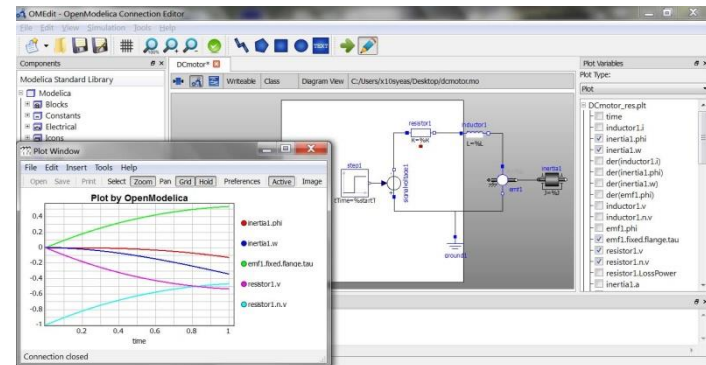 OMEdit - OpenModelica Connection Editor
File Edit View Simulation Tools Help
Components
DCmotor*
Plot Variables
Modelica Standard Library
Writeable Class Diagram View C:/Users/x10syeas/Desktop/dcmotor.mo
Plot Type:
Plot
Modelica
Blocks
Constants
Electrical
Icons
DCmotor_res.plt
time
inductor1.i
inertia1.phi
inertia1.w
der(inductor1.i)
der(inertia1.phi)
der(inertia1.w)
der(emf1.phi)
inductor1.v
inductor1.n.v
emf1.phi
emf1.fixed.flange.tau
resistor1.v
resistor1.n.v
resistor1.LossPower
inertia1.a
resistor1
R=%R
inductor1
L=%L
step1
signalvoltage1
emf1
inertia1
J=%J
ground1
Plot Window
File Edit Insert Tools Help
Open Save Print Select Zoom Pan Grid Hold Preferences Active Image
Plot by OpenModelica
0.4
0.2
0
-0.2
-0.4
-0.6
-0.8
-1
0.2 0.4 0.6 0.8 1
time
inertia1.phi
inertia1.w
emf1.fixed.flange.tau
resistor1.v
resistor1.n.v
Connection closed